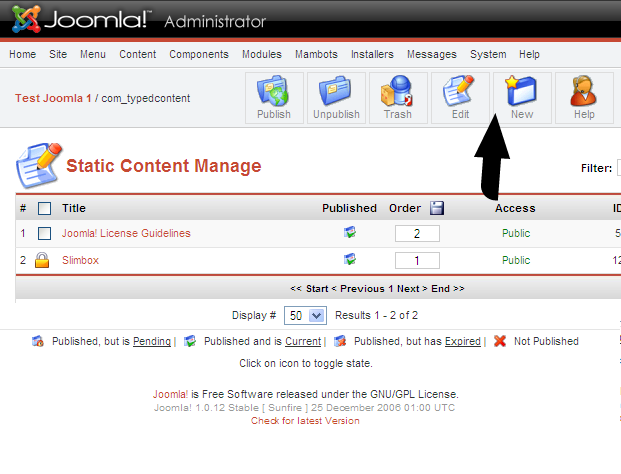 Joomla!™ Administrator
Home Site Menu Content Components Modules Mambots Installers Messages System Help
Test Joomla 1 / com_typedcontent
Publish Unpublish Trash Edit New Help
Static Content Manage
Filter:
# Title Published Order Access ID
1 Joomla! License Guidelines 2 Public 5
2 Slimbox 1 Public 12
<< Start < Previous 1 Next > End >>
Display # 50 Results 1 - 2 of 2
Published, but is Pending | Published and is Current | Published, but has Expired | Not Published
Click on icon to toggle state.
Joomla! is Free Software released under the GNU/GPL License.
Joomla! 1.0.12 Stable [ Sunfire ] 25 December 2006 01:00 UTC
Check for latest Version